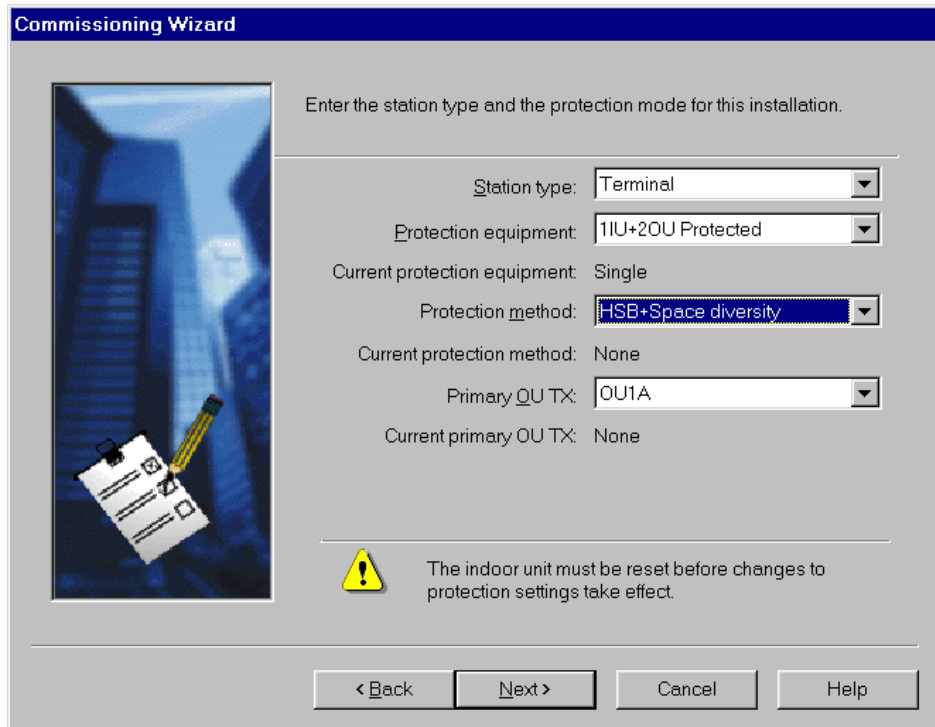 Commissioning Wizard
Enter the station type and the protection mode for this installation.
Station type: Terminal
Protection equipment: 1IU+2OU Protected
Current protection equipment: Single
Protection method: HSB+Space diversity
Current protection method: None
Primary OU TX: OU1A
Current primary OU TX: None
The indoor unit must be reset before changes to
protection settings take effect.
< Back Next > Cancel Help